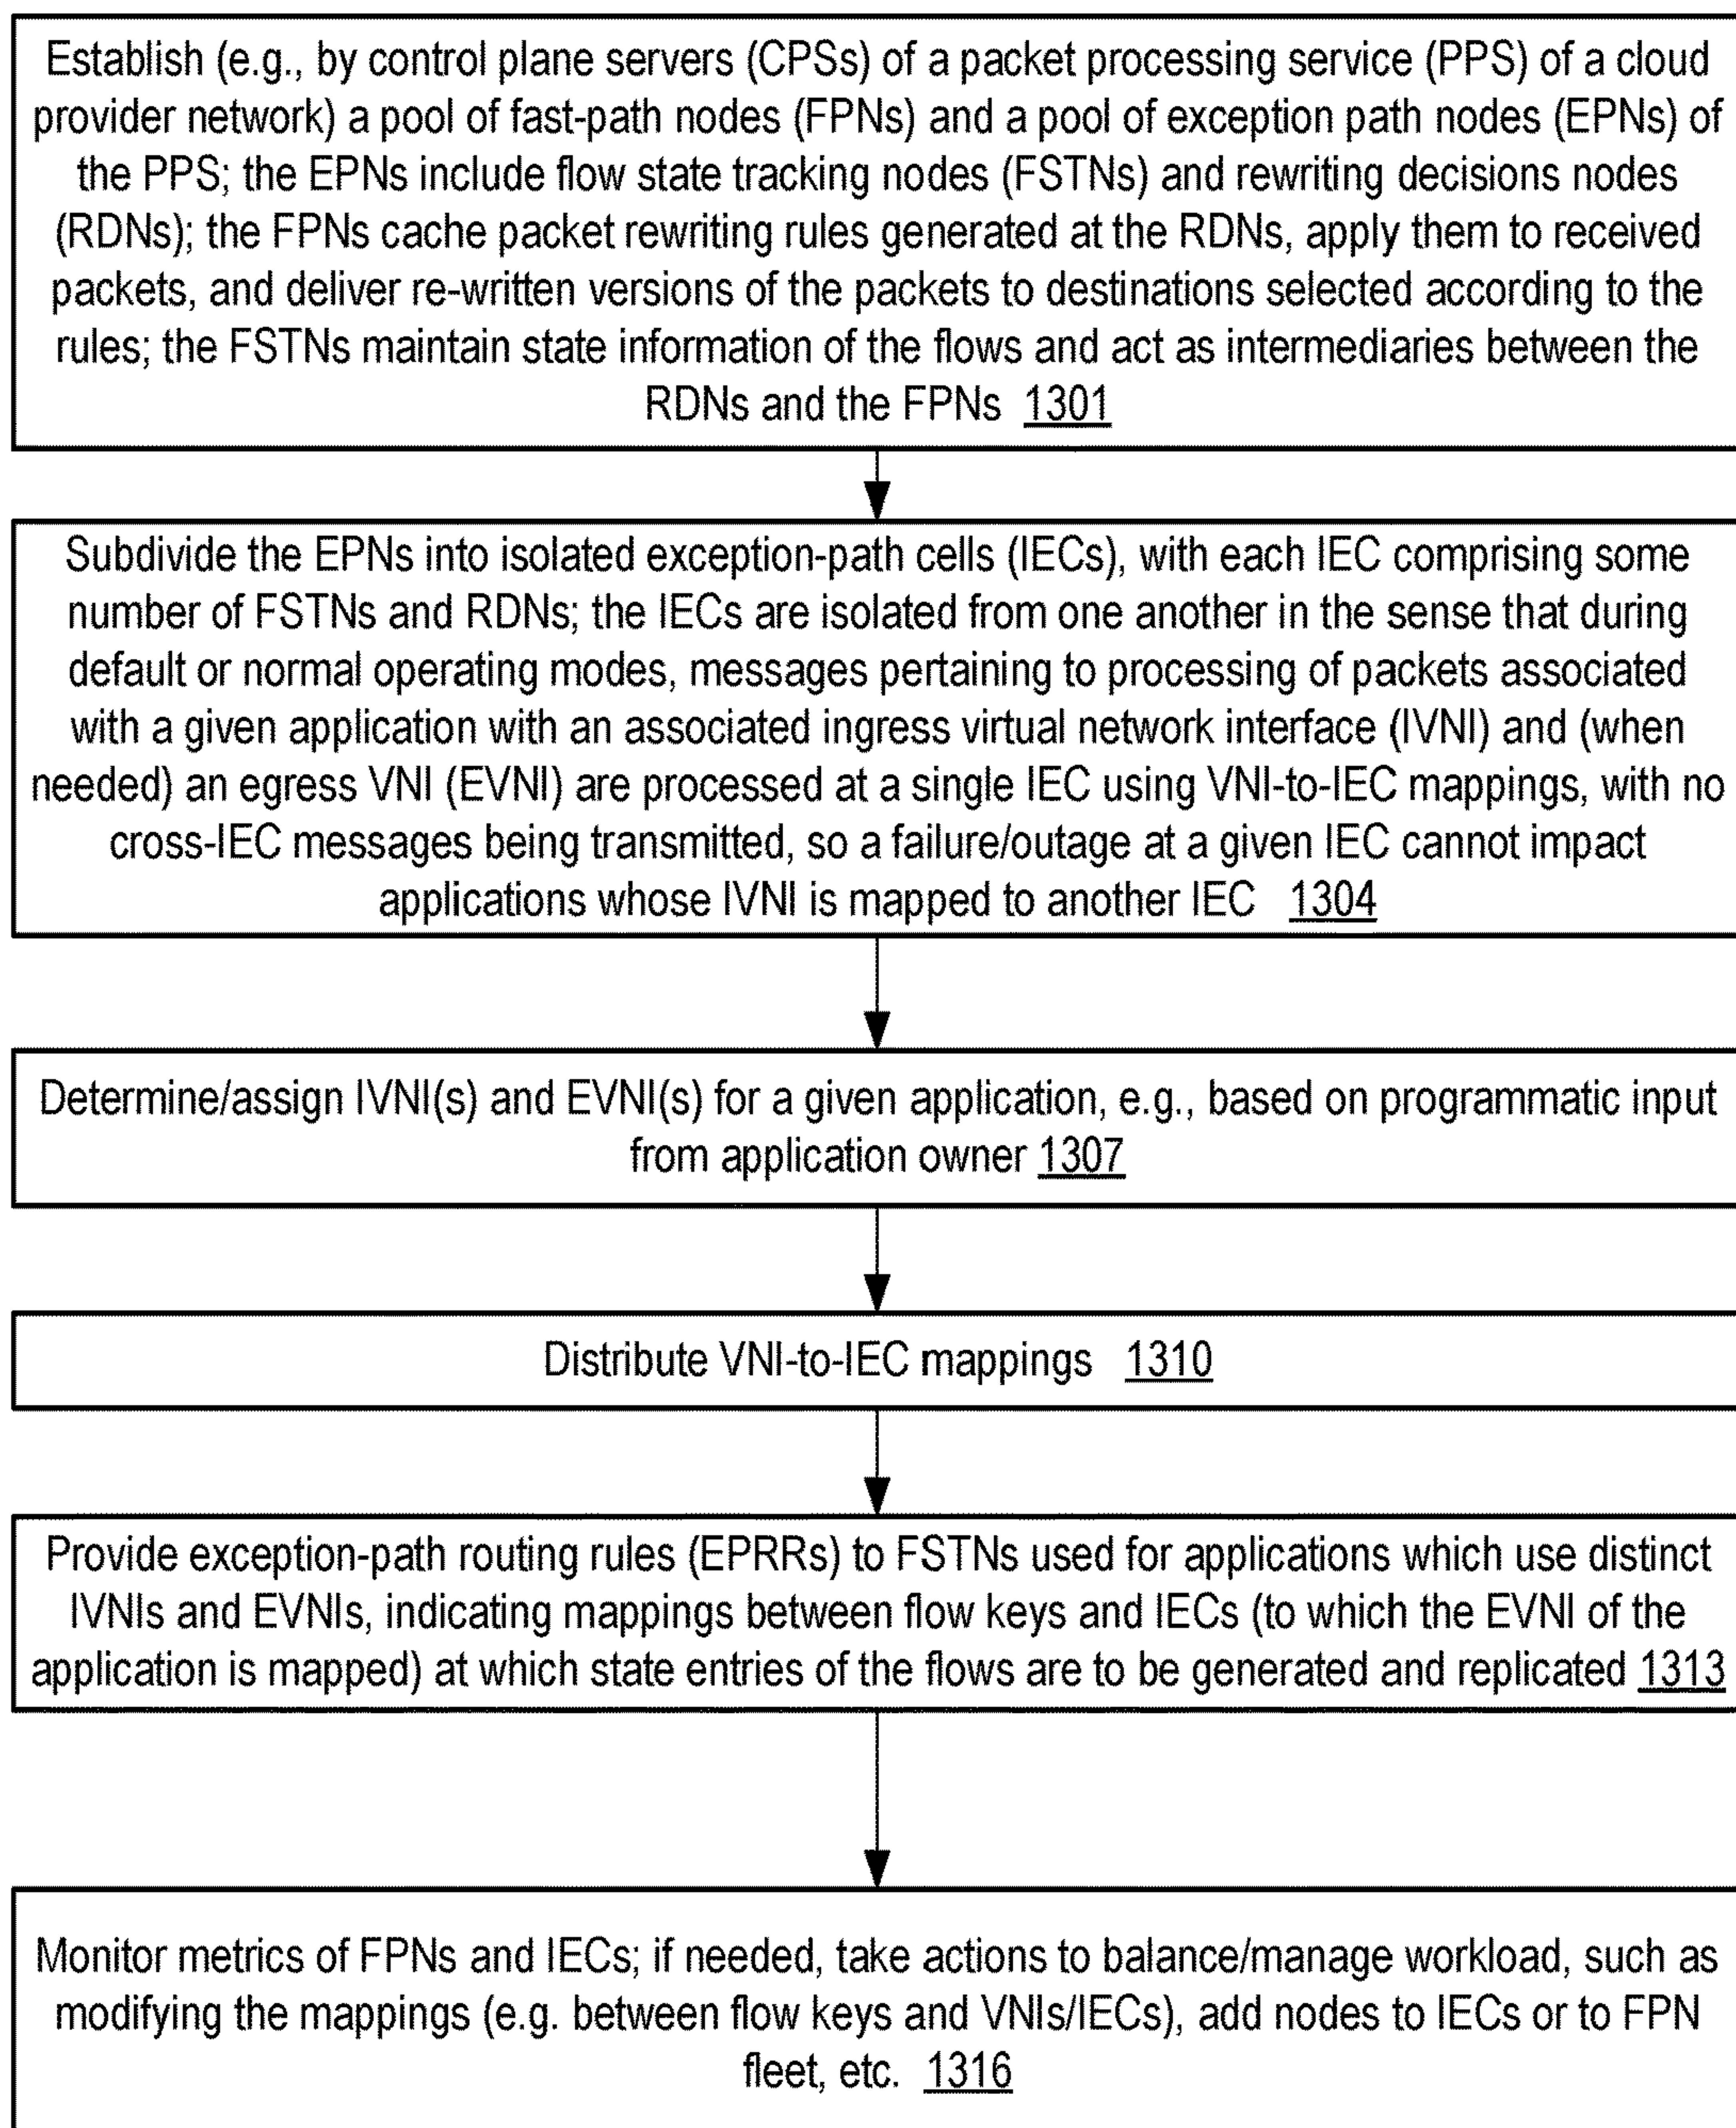 Establish (e.g., by control plane servers (CPSs) of a packet processing service (PPS) of a cloud
provider network) a pool of fast-path nodes (FPNs) and a pool of exception path nodes (EPNs) of
the PPS; the EPNs include flow state tracking nodes (FSTNs) and rewriting decisions nodes
(RDNs); the FPNs cache packet rewriting rules generated at the RDNs, apply them to received
packets, and deliver re-written versions of the packets to destinations selected according to the
rules; the FSTNs maintain state information of the flows and act as intermediaries between the
RDNs and the FPNs 1301
Subdivide the EPNs into isolated exception-path cells (IECs), with each IEC comprising some
number of FSTNs and RDNs; the IECs are isolated from one another in the sense that during
default or normal operating modes, messages pertaining to processing of packets associated
with a given application with an associated ingress virtual network interface (IVNI) and (when
needed) an egress VNI (EVNI) are processed at a single IEC using VNI-to-IEC mappings, with no
cross-IEC messages being transmitted, so a failure/outage at a given IEC cannot impact
applications whose IVNI is mapped to another IEC 1304
Determine/assign IVNI(s) and EVNI(s) for a given application, e.g., based on programmatic input
from application owner 1307
Distribute VNI-to-IEC mappings 1310
Provide exception-path routing rules (EPRRs) to FSTNs used for applications which use distinct
IVNIs and EVNIs, indicating mappings between flow keys and IECs (to which the EVNI of the
application is mapped) at which state entries of the flows are to be generated and replicated 1313
Monitor metrics of FPNs and IECs; if needed, take actions to balance/manage workload, such as
modifying the mappings (e.g. between flow keys and VNIs/IECs), add nodes to IECs or to FPN
fleet, etc. 1316